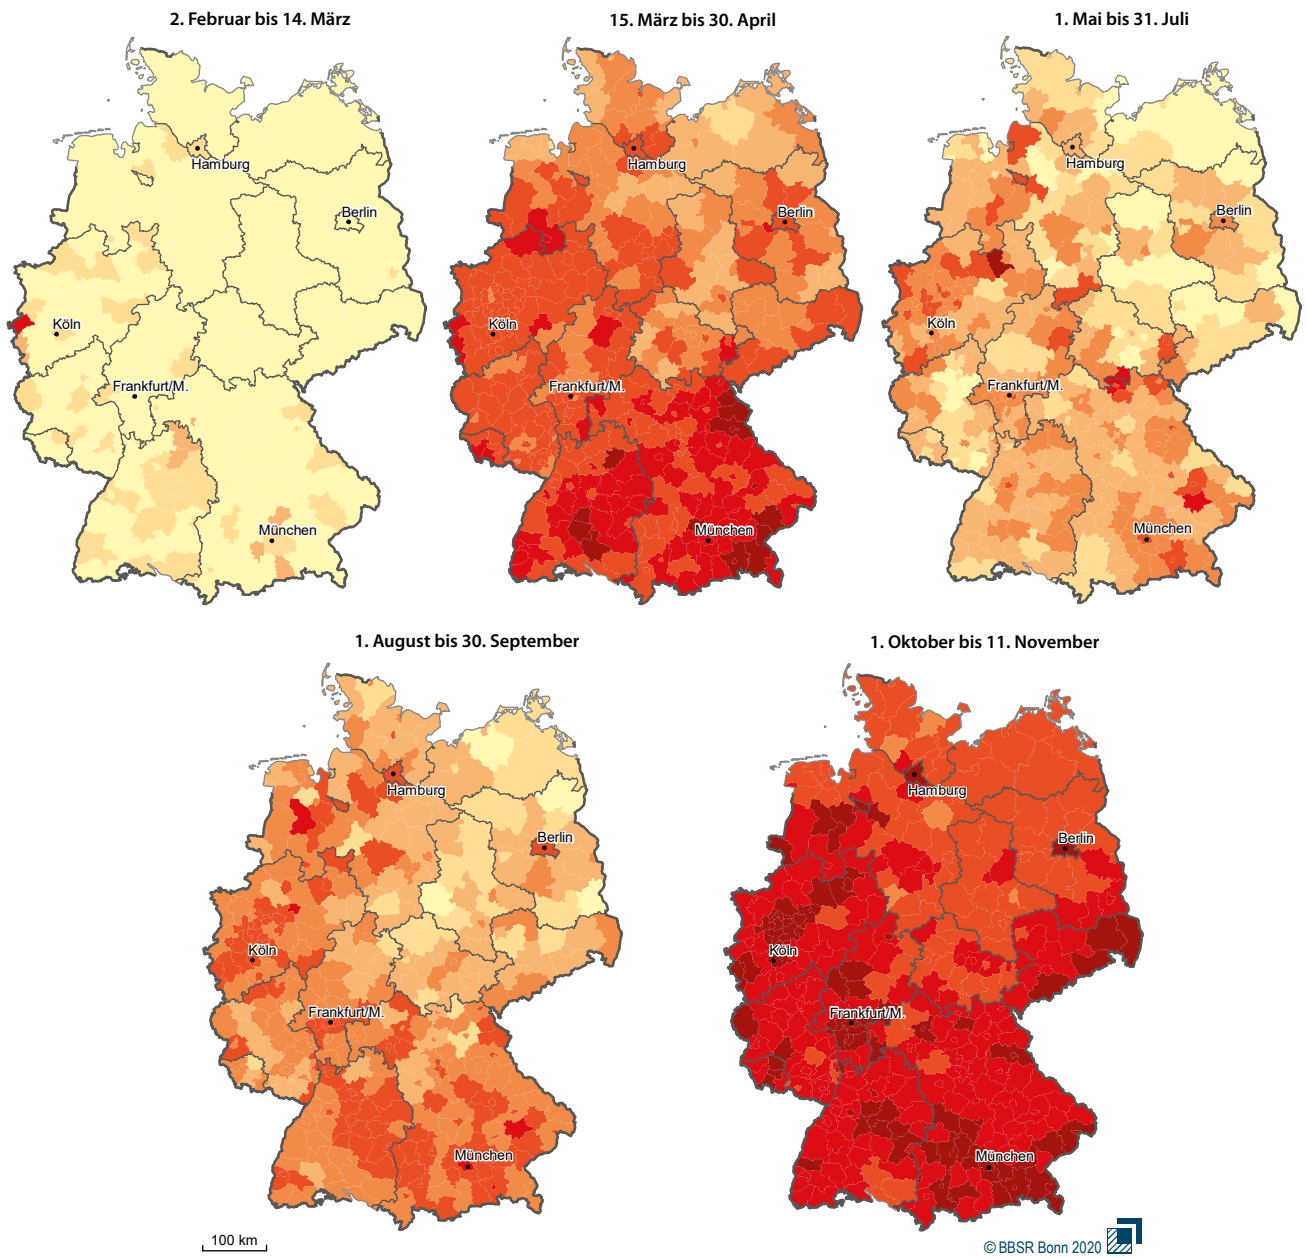 2. Februar bis 14. März
15. März bis 30. April
1. Mai bis 31. Juli
Hamburg
Berlin
Köln
Frankfurt/M.
München
Hamburg
Berlin
Köln
Frankfurt/M.
München
Hamburg
Berlin
Köln
Frankfurt/M.
München
1. August bis 30. September
1. Oktober bis 11. November
Hamburg
Berlin
Köln
Frankfurt/M.
München
Hamburg
Berlin
Köln
Frankfurt/M.
München
100 km
© BBSR Bonn 2020